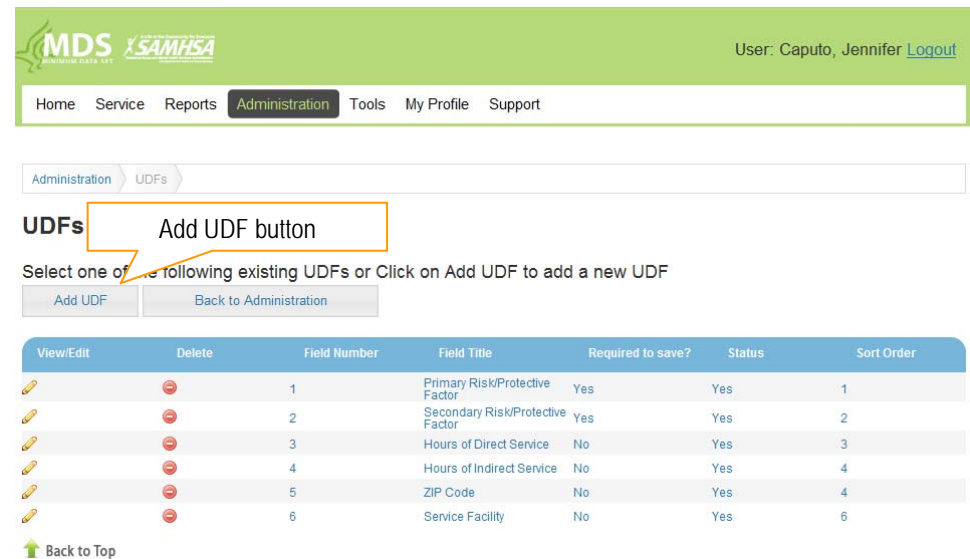 MDS SAMHSA
MINIMUM DATA SET
User: Caputo, Jennifer Logout
Home Service Reports Administration Tools My Profile Support
Administration UDFs
UDFs
Add UDF button
Select one of the following existing UDFs or Click on Add UDF to add a new UDF
Add UDF Back to Administration
View/Edit Delete Field Number Field Title Required to save? Status Sort Order
1 Primary Risk/Protective Factor Yes Yes 1
2 Secondary Risk/Protective Factor Yes Yes 2
3 Hours of Direct Service No Yes 3
4 Hours of Indirect Service No Yes 4
5 ZIP Code No Yes 4
6 Service Facility No Yes 6
Back to Top